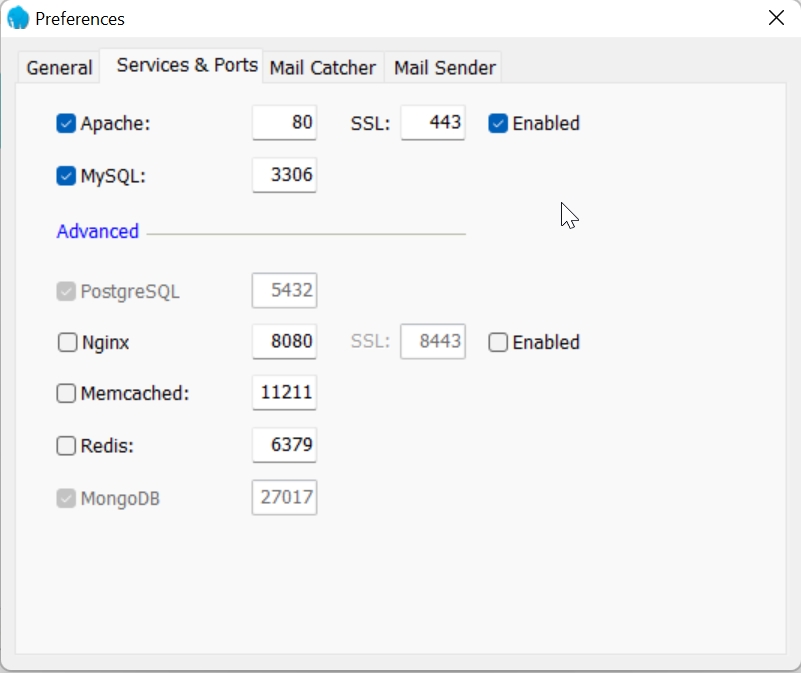 Preferences
General Services & Ports Mail Catcher Mail Sender
Apache: 80 SSL: 443 Enabled
MySQL: 3306
Advanced
PostgreSQL 5432
Nginx 8080 SSL: 8443 Enabled
Memcached: 11211
Redis: 6379
MongoDB 27017